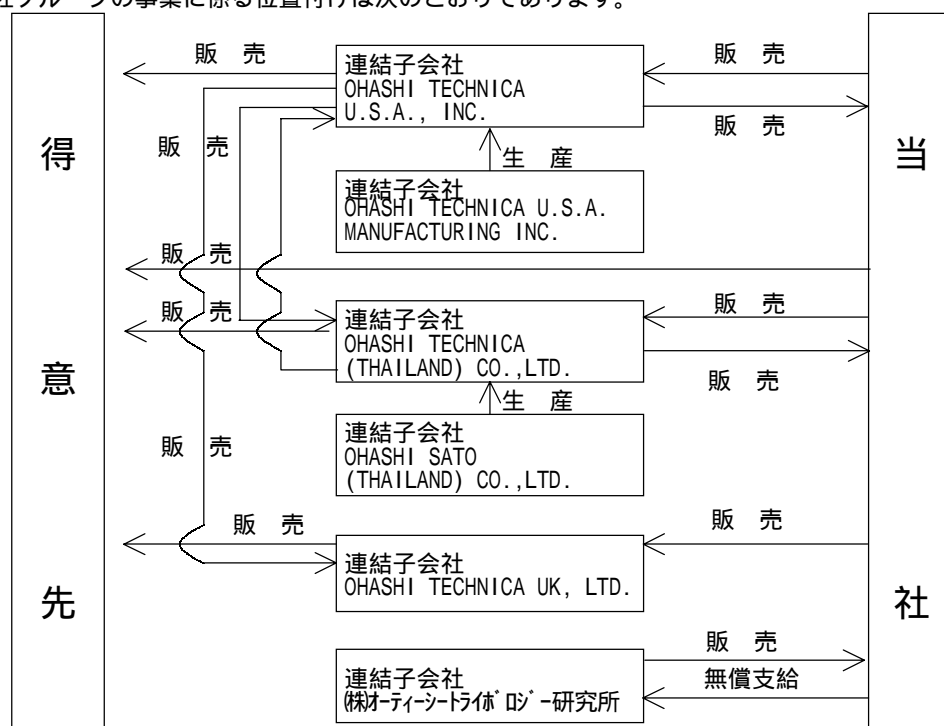 社グループの事業に係る位置付けは次のとおりであります。
得意先
当社
販 売
連結子会社
OHASHI TECHNICA
U.S.A., INC.
販 売
販 売
販 売
生 産
連結子会社
OHASHI TECHNICA U.S.A.
MANUFACTURING INC.
販 売
販 売
連結子会社
OHASHI TECHNICA
(THAILAND) CO.,LTD.
販 売
販 売
生 産
連結子会社
OHASHI SATO
(THAILAND) CO.,LTD.
販 売
販 売
連結子会社
OHASHI TECHNICA UK, LTD.
販 売
連結子会社
㈱オーティーシートライボロジー研究所
販 売
無償支給